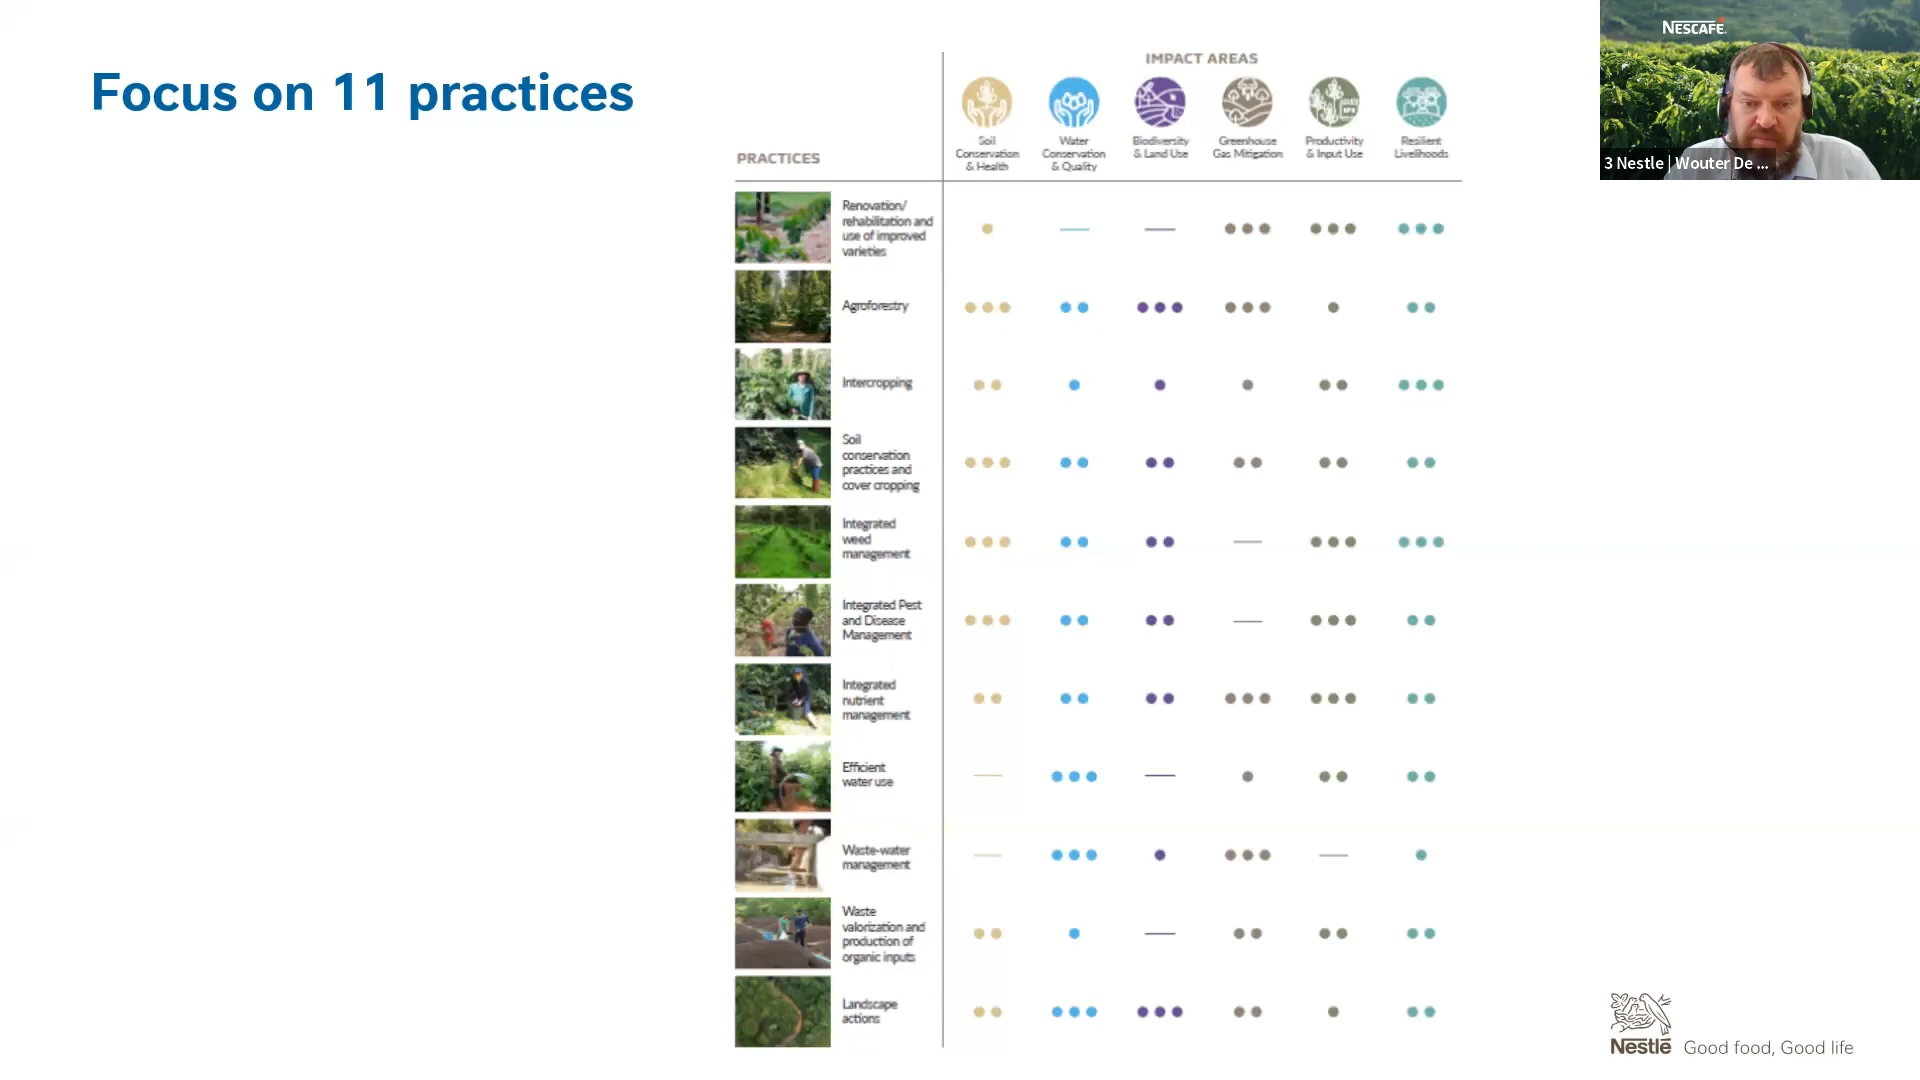 Focus on 11 practices
IMPACT AREAS
PRACTICES
Soil
Conservation
& Health
Water
Conservation
& Quality
Biodiversity
& Land Use
Greenhouse
Gas Mitigation
Productivity
& Input Use
Resilient
Livelihoods
Renovation/
rehabilitation and
use of improved
varieties
Agroforestry
Intercropping
Soil
conservation
practices and
cover cropping
Integrated
weed
management
Integrated Pest
and Disease
Management
Integrated
nutrient
management
Efficient
water use
Waste-water
management
Waste
valorization and
production of
organic inputs
Landscape
actions
NESCAFÉ
3 Nestle | Wouter De ...
Nestlé Good food, Good life